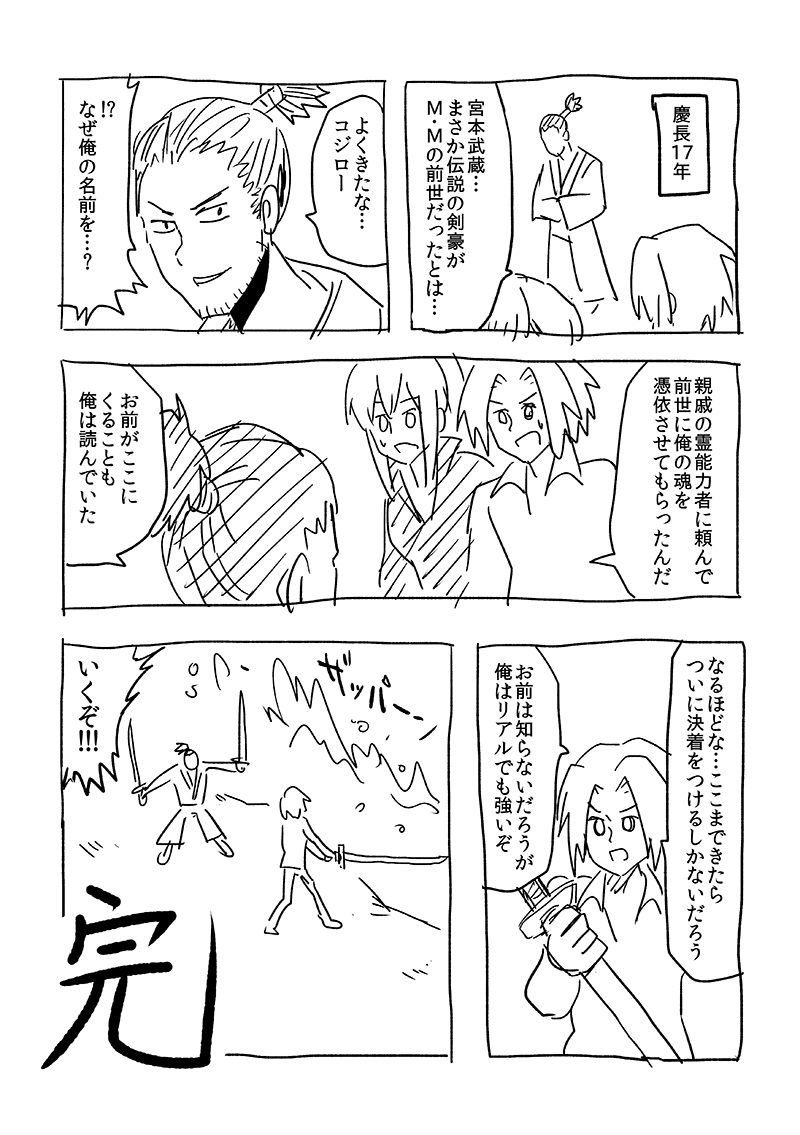 慶長17年
宮本武蔵…
まさか伝説の剣豪が
M・Mの前世だったとは…
よくきたな…
コジロー
!?
なぜ俺の名前を…?
親戚の霊能力者に頼んで
前世に俺の魂を
憑依させてもらったんだ
お前がここに
くることも
俺は読んでいた
なるほどな…ここまできたら
ついに決着をつけるしかないだろう
お前は知らないだろうが
俺はリアルでも強いぞ
ザッパーン
いくぞ!!!
完